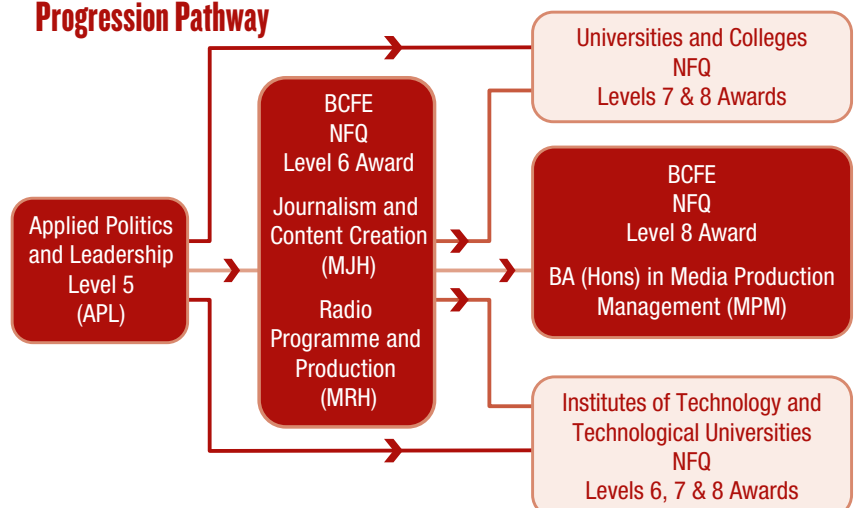 Progression Pathway
Applied Politics
and Leadership
Level 5
(APL)
BCFE
NFQ
Level 6 Award
Journalism and
Content Creation
(MJH)
Radio
Programme and
Production
(MRH)
Universities and Colleges
NFQ
Levels 7 & 8 Awards
BCFE
NFQ
Level 8 Award
BA (Hons) in Media Production
Management (MPM)
Institutes of Technology and
Technological Universities
NFQ
Levels 6, 7 & 8 Awards